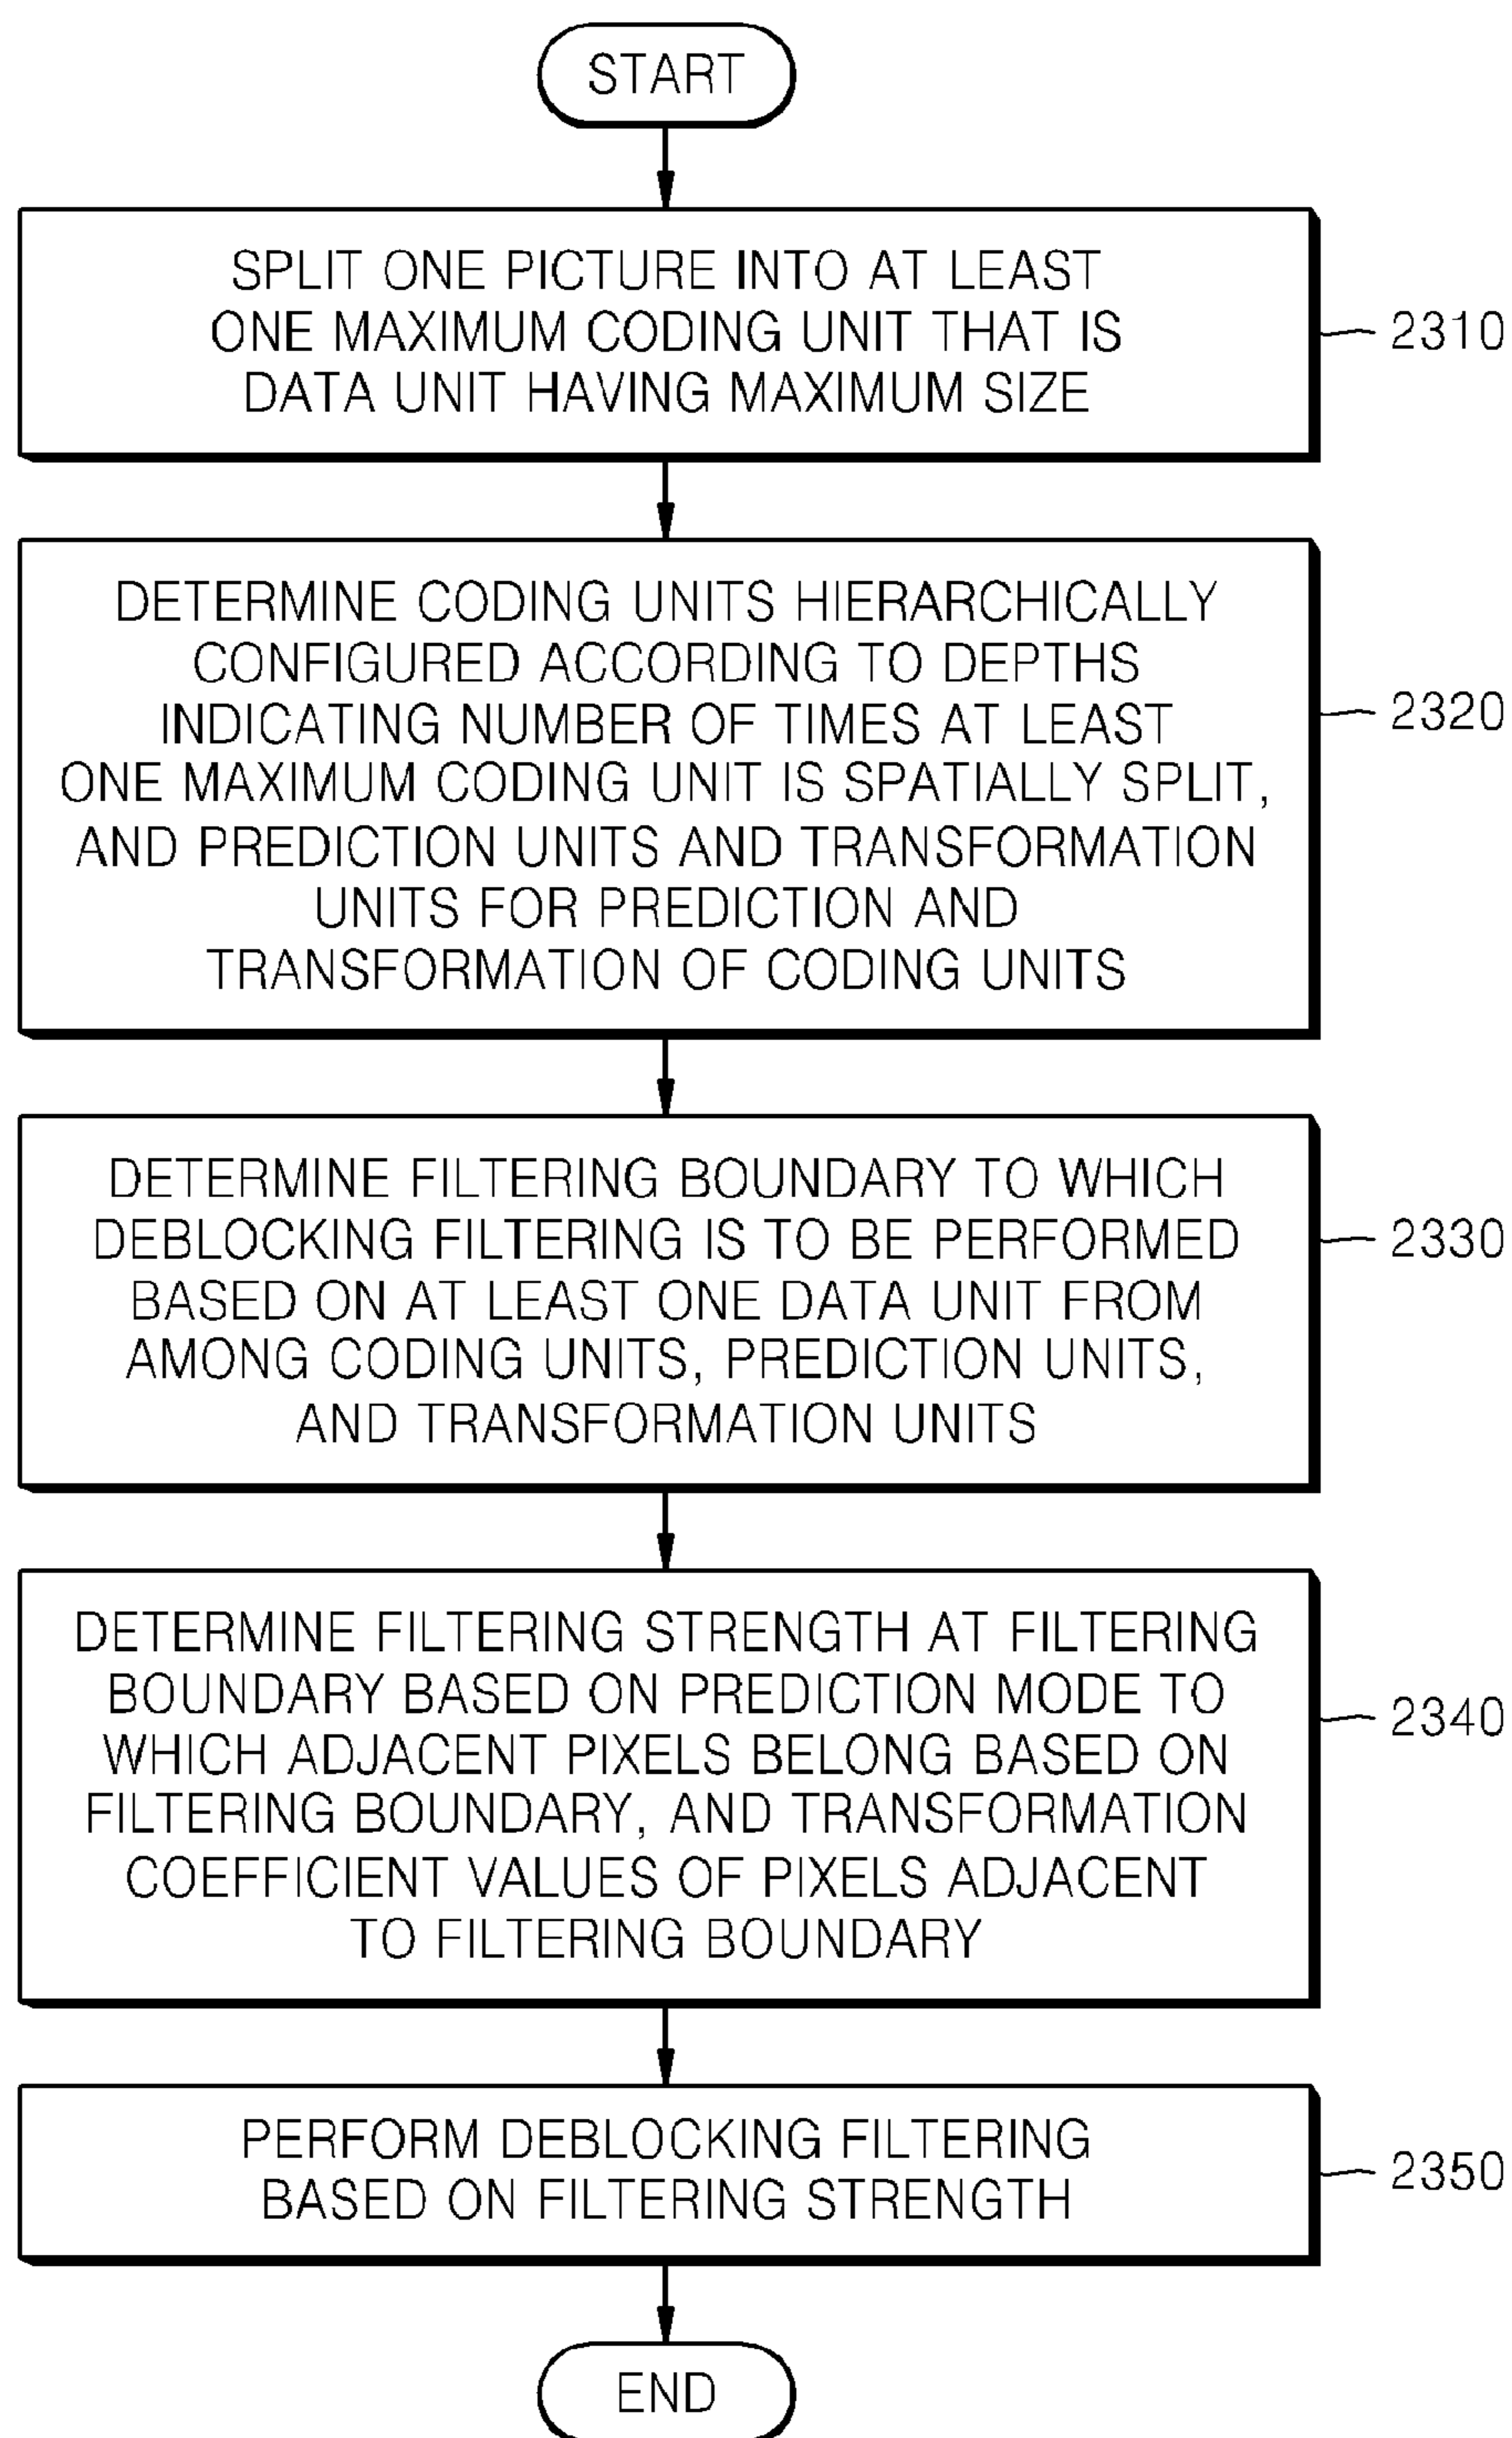 START
SPLIT ONE PICTURE INTO AT LEAST
ONE MAXIMUM CODING UNIT THAT IS
DATA UNIT HAVING MAXIMUM SIZE
2310
DETERMINE CODING UNITS HIERARCHICALLY
CONFIGURED ACCORDING TO DEPTHS
INDICATING NUMBER OF TIMES AT LEAST
ONE MAXIMUM CODING UNIT IS SPATIALLY SPLIT,
AND PREDICTION UNITS AND TRANSFORMATION
UNITS FOR PREDICTION AND
TRANSFORMATION OF CODING UNITS
2320
DETERMINE FILTERING BOUNDARY TO WHICH
DEBLOCKING FILTERING IS TO BE PERFORMED
BASED ON AT LEAST ONE DATA UNIT FROM
AMONG CODING UNITS, PREDICTION UNITS,
AND TRANSFORMATION UNITS
2330
DETERMINE FILTERING STRENGTH AT FILTERING
BOUNDARY BASED ON PREDICTION MODE TO
WHICH ADJACENT PIXELS BELONG BASED ON
FILTERING BOUNDARY, AND TRANSFORMATION
COEFFICIENT VALUES OF PIXELS ADJACENT
TO FILTERING BOUNDARY
2340
PERFORM DEBLOCKING FILTERING
BASED ON FILTERING STRENGTH
2350
END